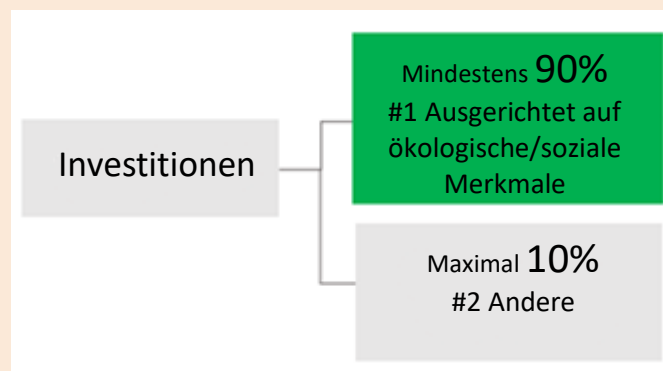 Investitionen
Mindestens 90%
#1 Ausgerichtet auf
ökologische/soziale
Merkmale
Maximal 10%
#2 Andere